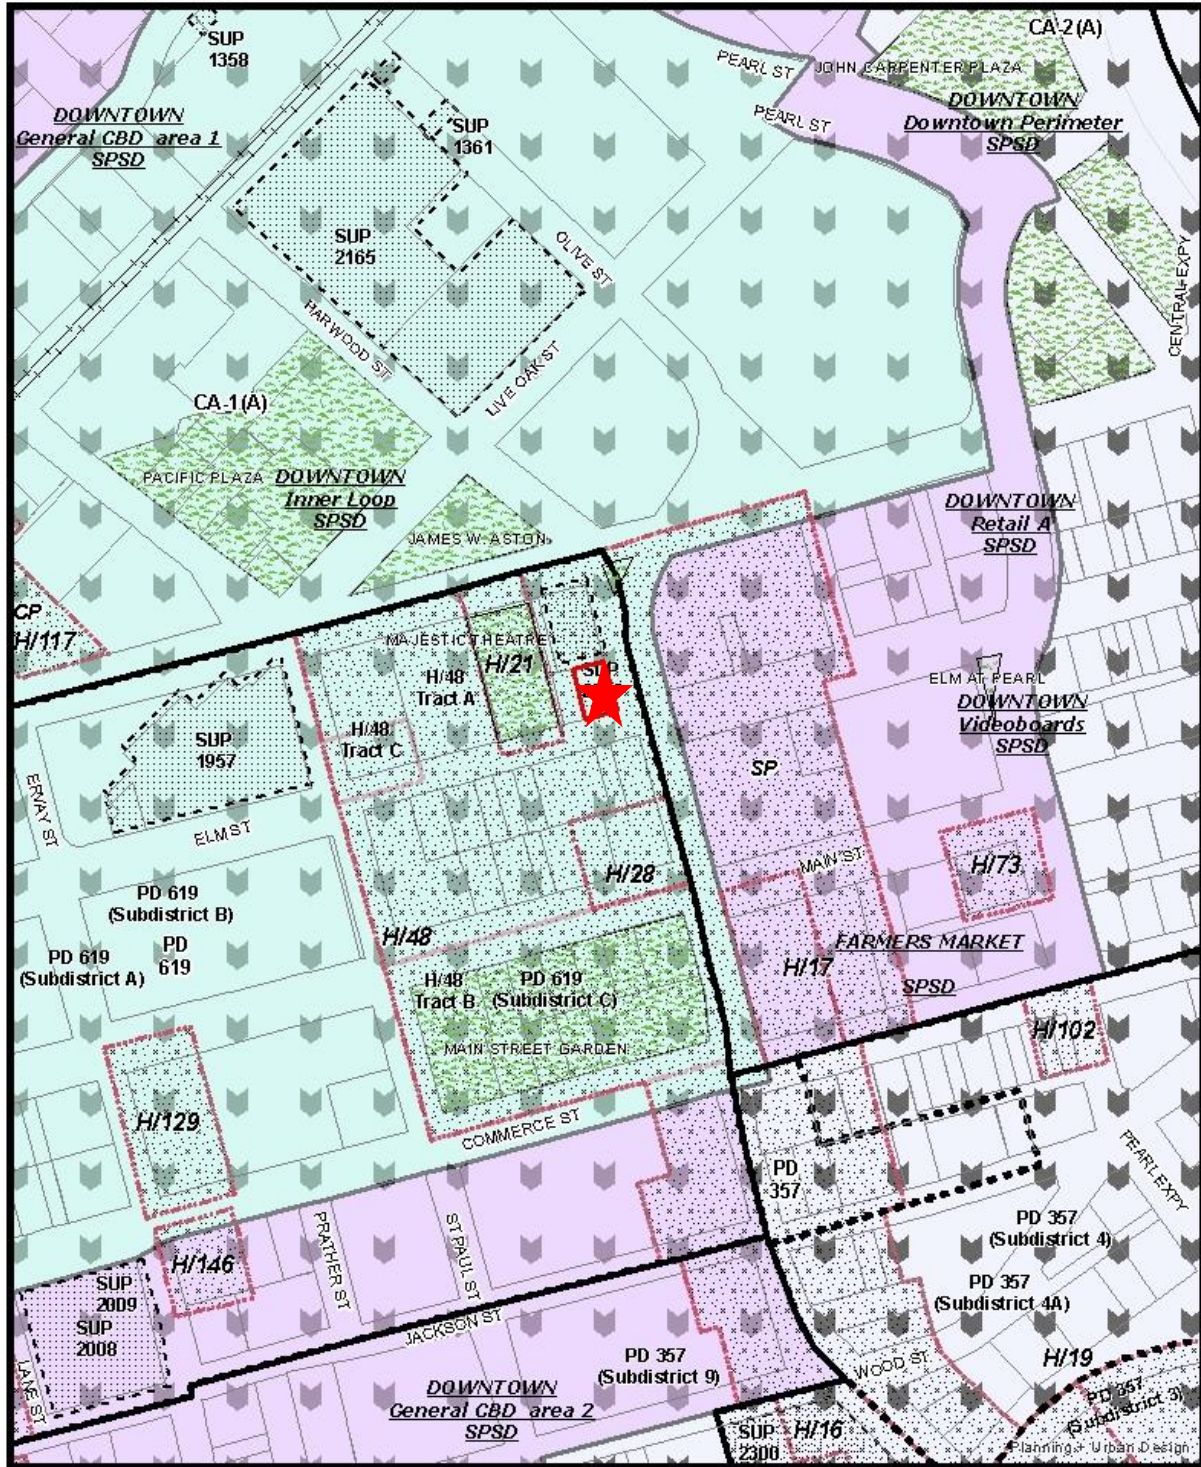 SUP
1358
CA-2(A)
PEARL ST
JOHN CARPENTER PLAZA
DOWNTOWN
General CBD area 1
SPSD
SUP
1361
PEARL ST
DOWNTOWN
Downtown Perimeter
SPSD
SUP
2165
OLIVE ST
CENTRAL EXPY
HARWOOD ST
LIVE OAK ST
CA-1(A)
PACIFIC PLAZA
DOWNTOWN
Inner Loop
SPSD
DOWNTOWN
Retail A
SPSD
JAMES W. ASTON
CP
H/117
MAJESTIC THEATRE
H/21
H/48
Tract A
SUP
ELM AT PEARL
DOWNTOWN
Videoboards
SPSD
H/48
Tract C
SUP
1957
SP
ERVAY ST
ELM ST
MAIN ST
H/73
H/28
PD 619
(Subdistrict B)
PD
619
PD 619
(Subdistrict A)
H/48
FARMERS MARKET
SPSD
H/17
H/48
Tract B
PD 619
(Subdistrict C)
H/102
MAIN STREET GARDEN
H/129
COMMERCE ST
PEARL EXPY
PD
357
PRATHER ST
ST PAUL ST
PD 357
(Subdistrict 4)
H/146
SUP
2009
SUP
2008
PD 357
(Subdistrict 4A)
JACKSON ST
LANE ST
PD 357
(Subdistrict 9)
WOOD ST
H/19
DOWNTOWN
General CBD area 2
SPSD
PD 357
(Subdistrict 3)
SUP
2300
H/16
Planning + Urban Design